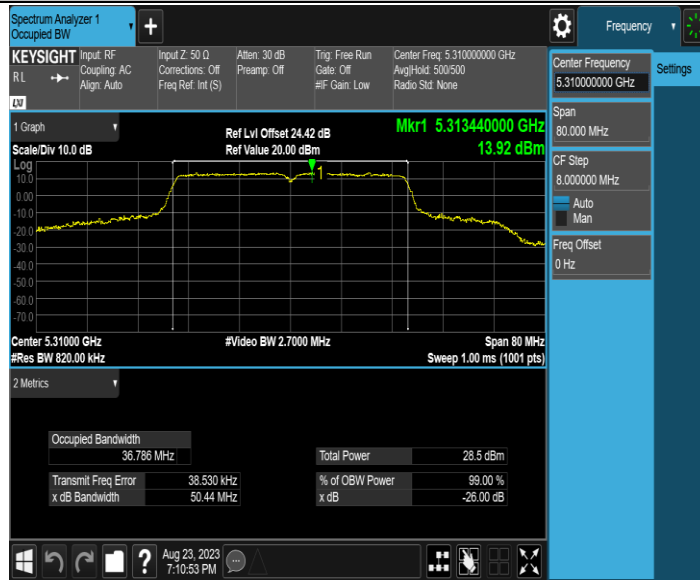 Spectrum Analyzer 1
Occupied BW
+
Frequency
KEYSIGHT
RL
LXI
Input: RF
Coupling: AC
Align: Auto
Input Z: 50 Ω
Corrections: Off
Freq Ref: Int (S)
Atten: 30 dB
Preamp: Off
Trig: Free Run
Gate: Off
#IF Gain: Low
Center Freq: 5.310000000 GHz
Avg|Hold: 500/500
Radio Std: None
Center Frequency
5.310000000 GHz
Settings
Span
80.000 MHz
CF Step
8.000000 MHz
Auto
Man
Freq Offset
0 Hz
1 Graph
Scale/Div 10.0 dB
Ref Lvl Offset 24.42 dB
Ref Value 20.00 dBm
Mkr1 5.313440000 GHz
13.92 dBm
Log
10.0
0.00
-10.0
-20.0
-30.0
-40.0
-50.0
-60.0
-70.0
1
Center 5.31000 GHz
#Video BW 2.7000 MHz
Span 80 MHz
#Res BW 820.00 kHz
Sweep 1.00 ms (1001 pts)
2 Metrics
Occupied Bandwidth
36.786 MHz
Total Power 28.5 dBm
Transmit Freq Error 38.530 kHz
% of OBW Power 99.00 %
x dB Bandwidth 50.44 MHz
x dB -26.00 dB
?
Aug 23, 2023
7:10:53 PM